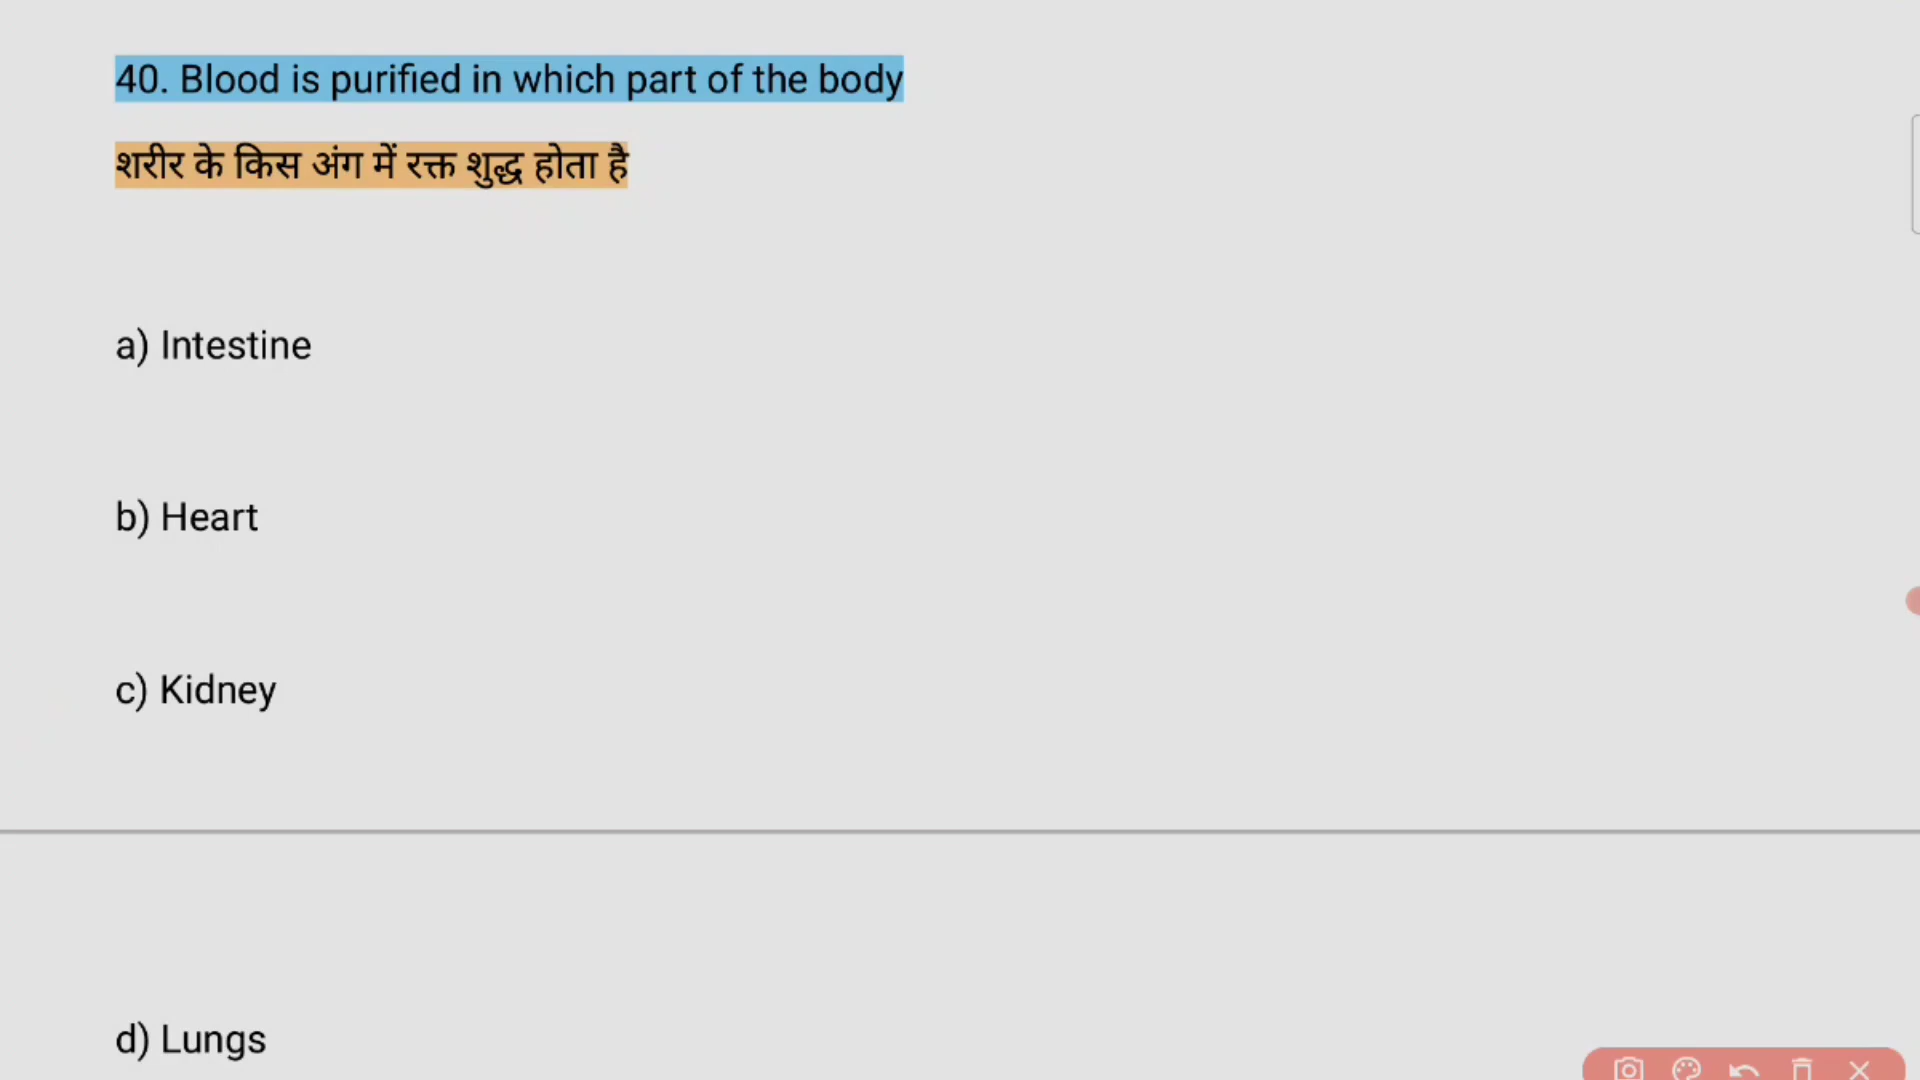 40. Blood is purified in which part of the body
शरीर के किस अंग में रक्त शुद्ध होता है
a) Intestine
b) Heart
c) Kidney
d) Lungs